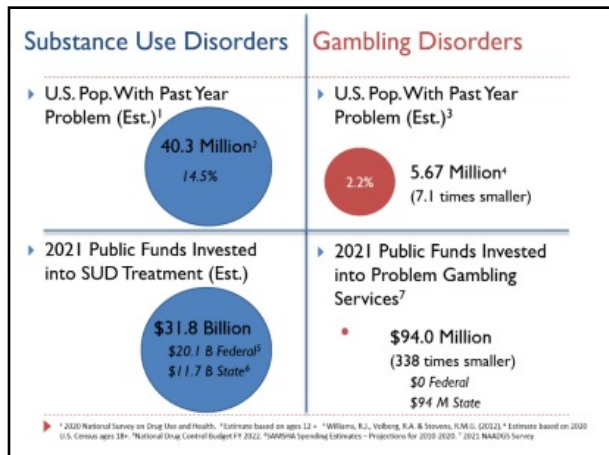 Substance Use Disorders
Gambling Disorders
U.S. Pop. With Past Year
Problem (Est.)¹
40.3 Million²
14.5%
U.S. Pop. With Past Year
Problem (Est.)³
2.2%
5.67 Million⁴
(7.1 times smaller)
2021 Public Funds Invested
into SUD Treatment (Est.)
$31.8 Billion
$20.1 B Federal⁵
$11.7 B State⁶
2021 Public Funds Invested
into Problem Gambling
Services⁷
$94.0 Million
(338 times smaller)
$0 Federal
$94 M State
¹ 2020 National Survey on Drug Use and Health. ² Estimate based on ages 12 + ³ Williams, R.J., Volberg, R.A. & Stevens, R.M.G. (2012). ⁴ Estimate based on 2020
U.S. Census ages 18+. ⁵National Drug Control Budget FY 2022. ⁶SAMSHA Spending Estimates – Projections for 2010-2020. ⁷ 2021 NAADGS Survey